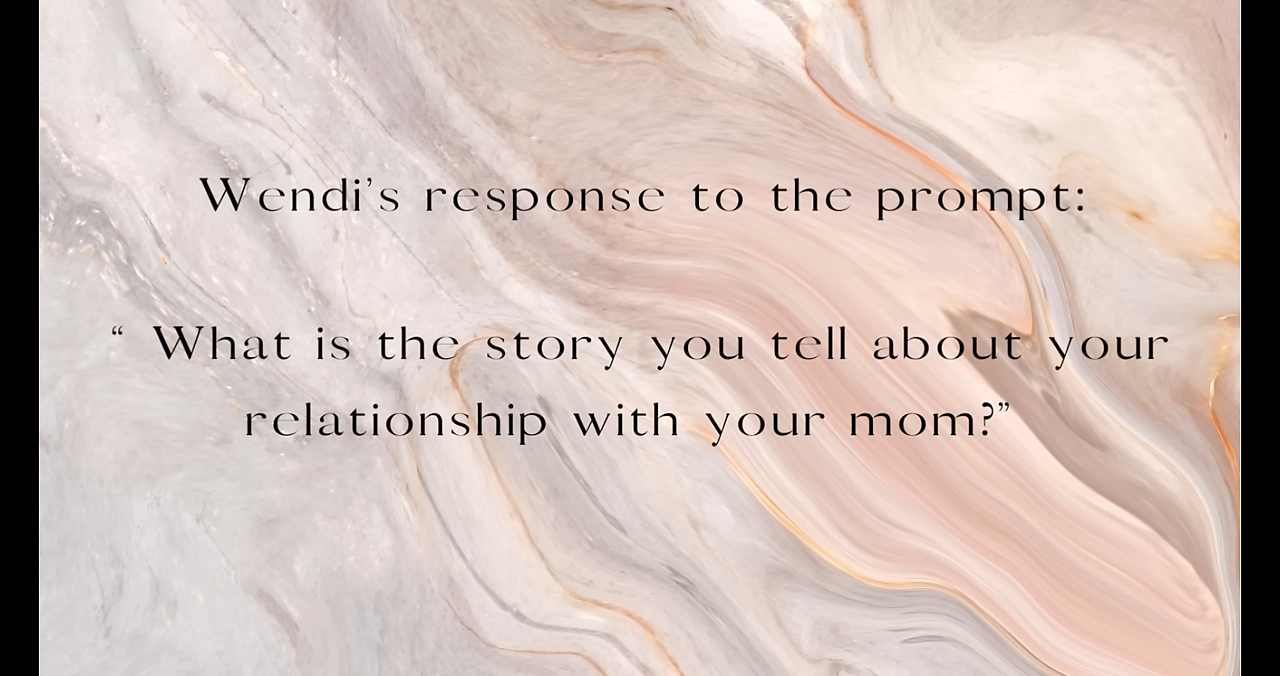 Wendi’s response to the prompt:
“ What is the story you tell about your
relationship with your mom?”